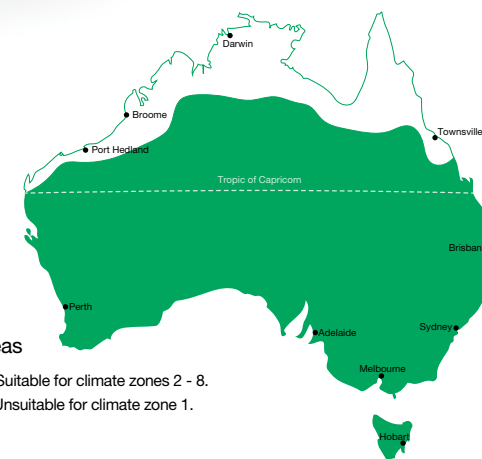 Darwin
Broome
Townsville
Port Hedland
Tropic of Capricorn
Brisban
Perth
Sydney
Adelaide
eas
Melbourne
Suitable for climate zones 2 - 8.
Unsuitable for climate zone 1.
Hobart